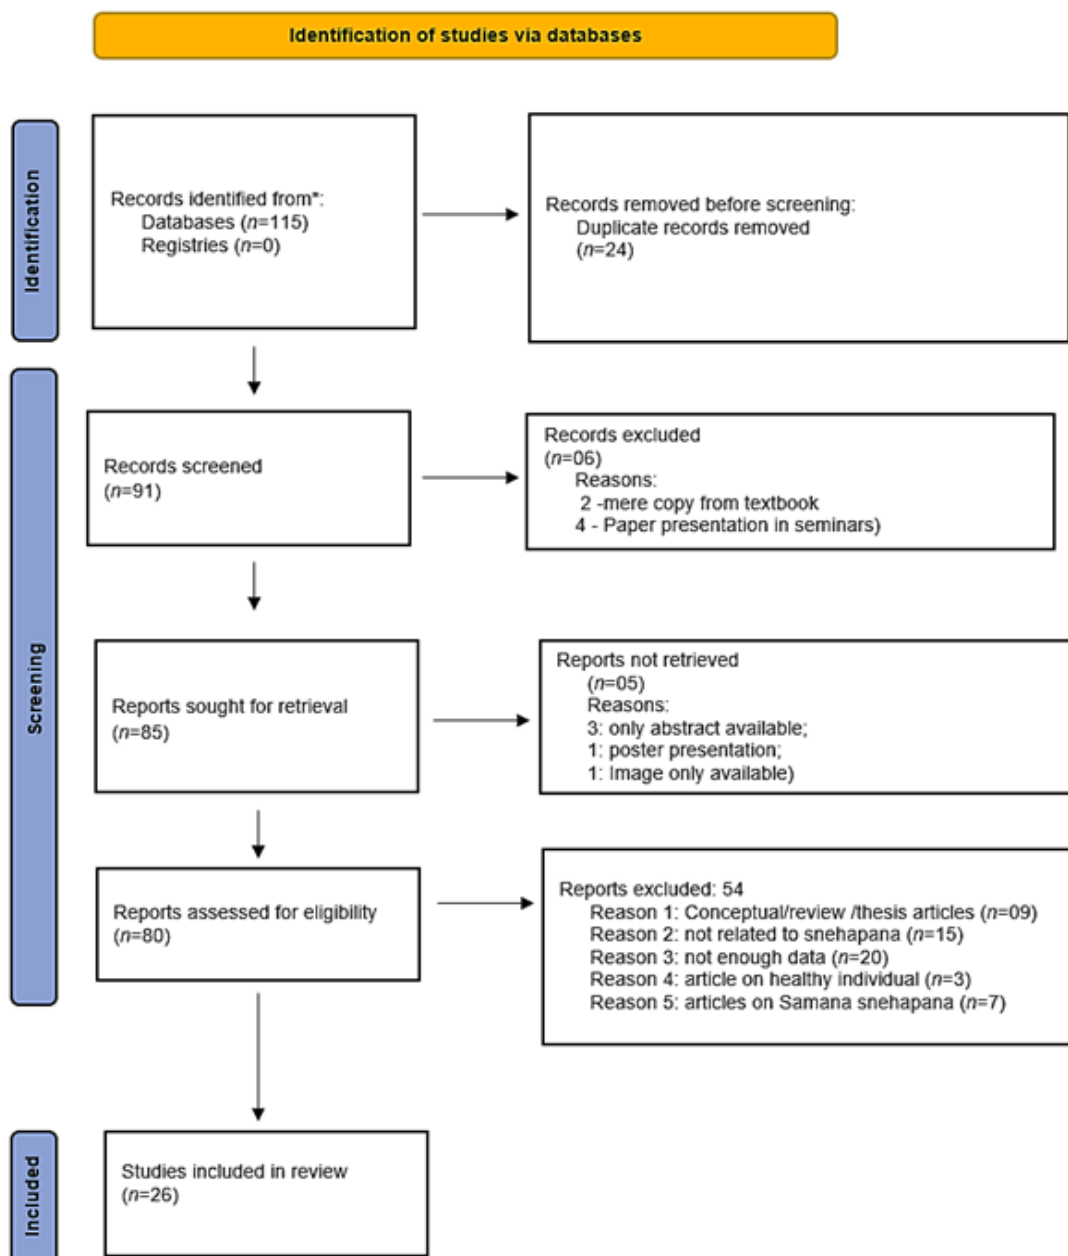 Identification of studies via databases
Identification
Records identified from*:
Databases (n=115)
Registries (n=0)
Records removed before screening:
Duplicate records removed
(n=24)
Screening
Records screened
(n=91)
Records excluded
(n=06)
Reasons:
2 -mere copy from textbook
4 - Paper presentation in seminars)
Reports sought for retrieval
(n=85)
Reports not retrieved
(n=05)
Reasons:
3: only abstract available;
1: poster presentation;
1: Image only available)
Reports assessed for eligibility
(n=80)
Reports excluded: 54
Reason 1: Conceptual/review /thesis articles (n=09)
Reason 2: not related to snehapana (n=15)
Reason 3: not enough data (n=20)
Reason 4: article on healthy individual (n=3)
Reason 5: articles on Samana snehapana (n=7)
Included
Studies included in review
(n=26)